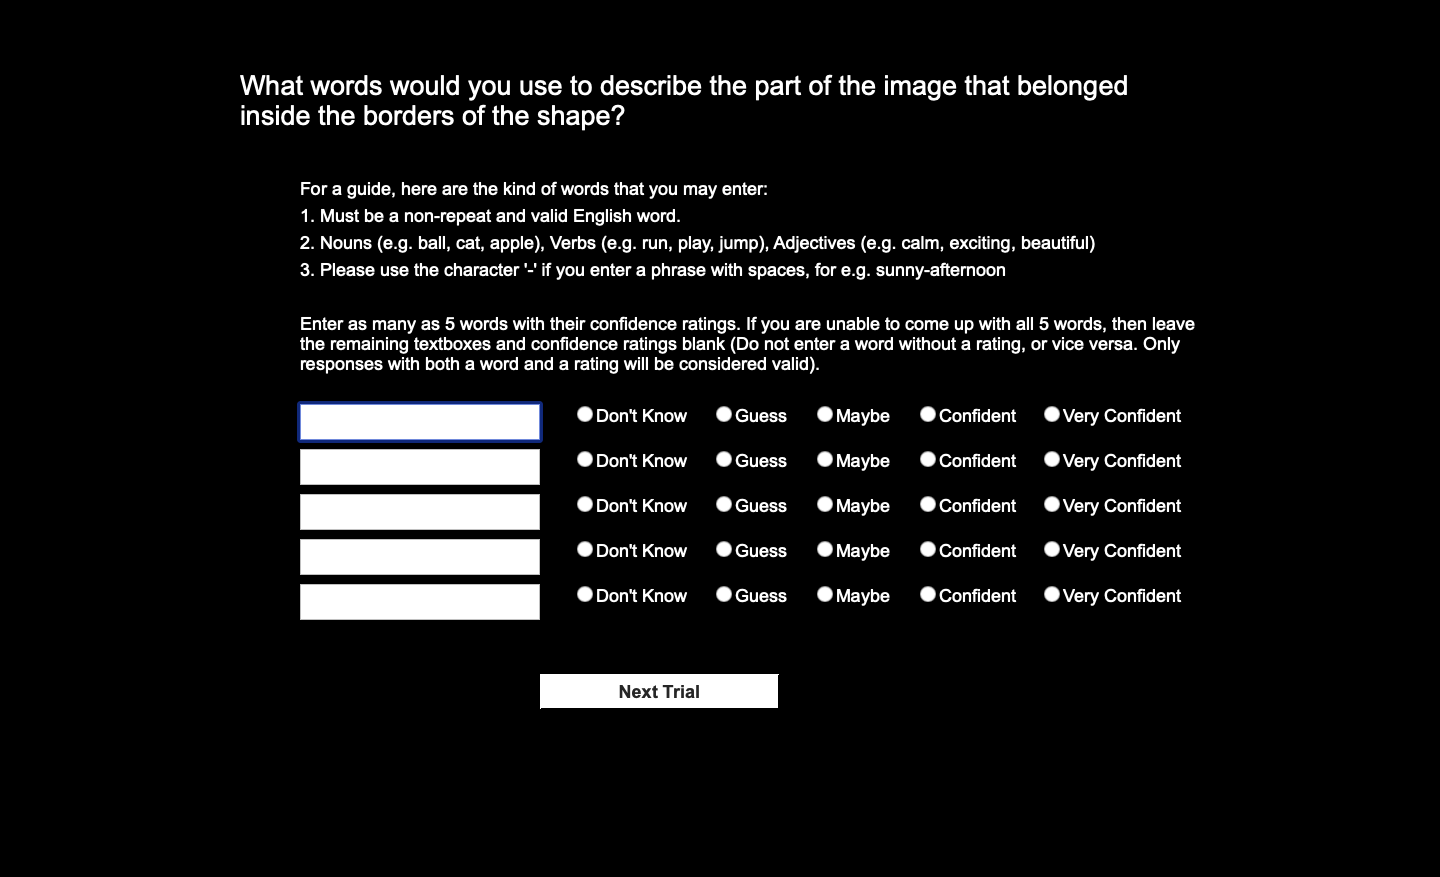 What words would you use to describe the part of the image that belonged
inside the borders of the shape?
For a guide, here are the kind of words that you may enter:
1. Must be a non-repeat and valid English word.
2. Nouns (e.g. ball, cat, apple), Verbs (e.g. run, play, jump), Adjectives (e.g. calm, exciting, beautiful)
3. Please use the character '-' if you enter a phrase with spaces, for e.g. sunny-afternoon
Enter as many as 5 words with their confidence ratings. If you are unable to come up with all 5 words, then leave
the remaining textboxes and confidence ratings blank (Do not enter a word without a rating, or vice versa. Only
responses with both a word and a rating will be considered valid).
Don't Know Guess Maybe Confident Very Confident
Don't Know Guess Maybe Confident Very Confident
Don't Know Guess Maybe Confident Very Confident
Don't Know Guess Maybe Confident Very Confident
Don't Know Guess Maybe Confident Very Confident
Next Trial